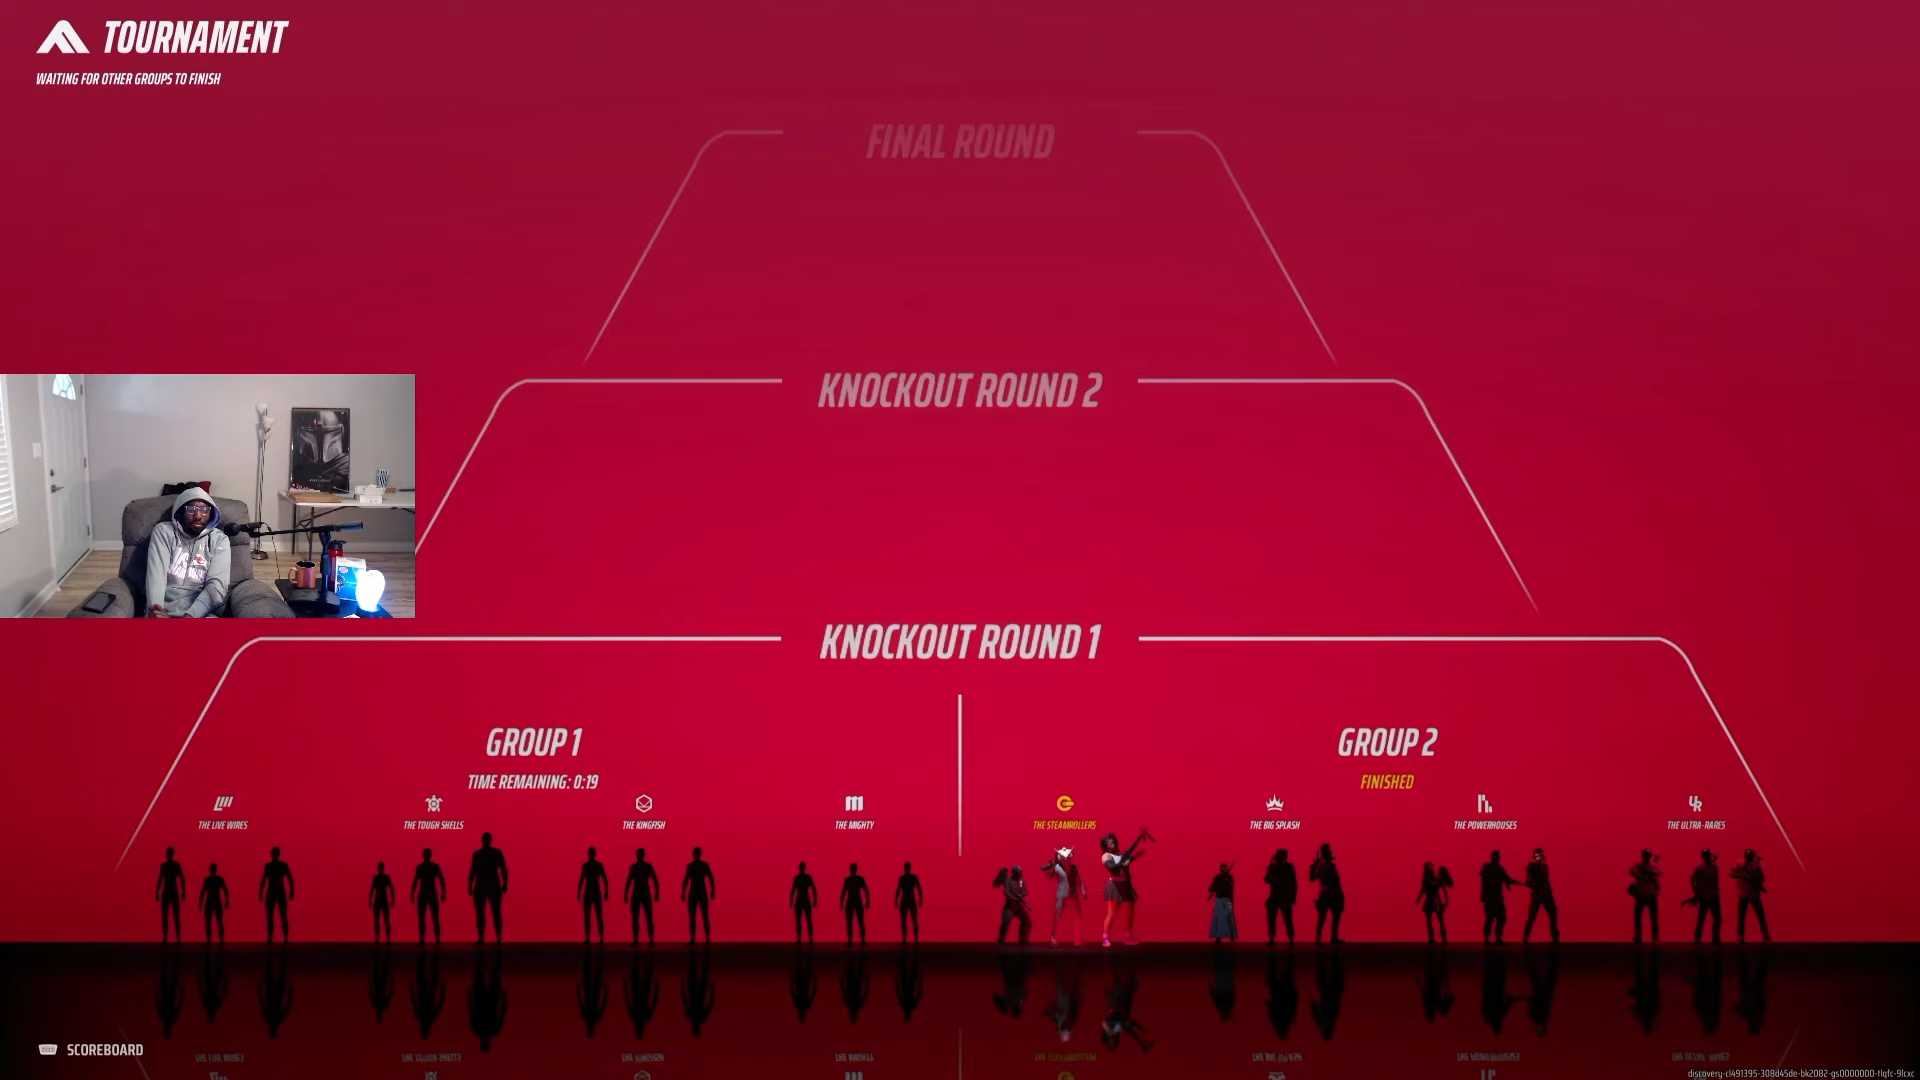 TOURNAMENT
WAITING FOR OTHER GROUPS TO FINISH
FINAL ROUND
KNOCKOUT ROUND 2
KNOCKOUT ROUND 1
GROUP 1
TIME REMAINING: 0:19
GROUP 2
FINISHED
THE LIVE WIRES
THE TOUGH SHELLS
THE KINGFISH
THE MIGHTY
THE STEAMROLLERS
THE BIG SPLASH
THE POWERHOUSES
THE ULTRA-RARES
SCOREBOARD